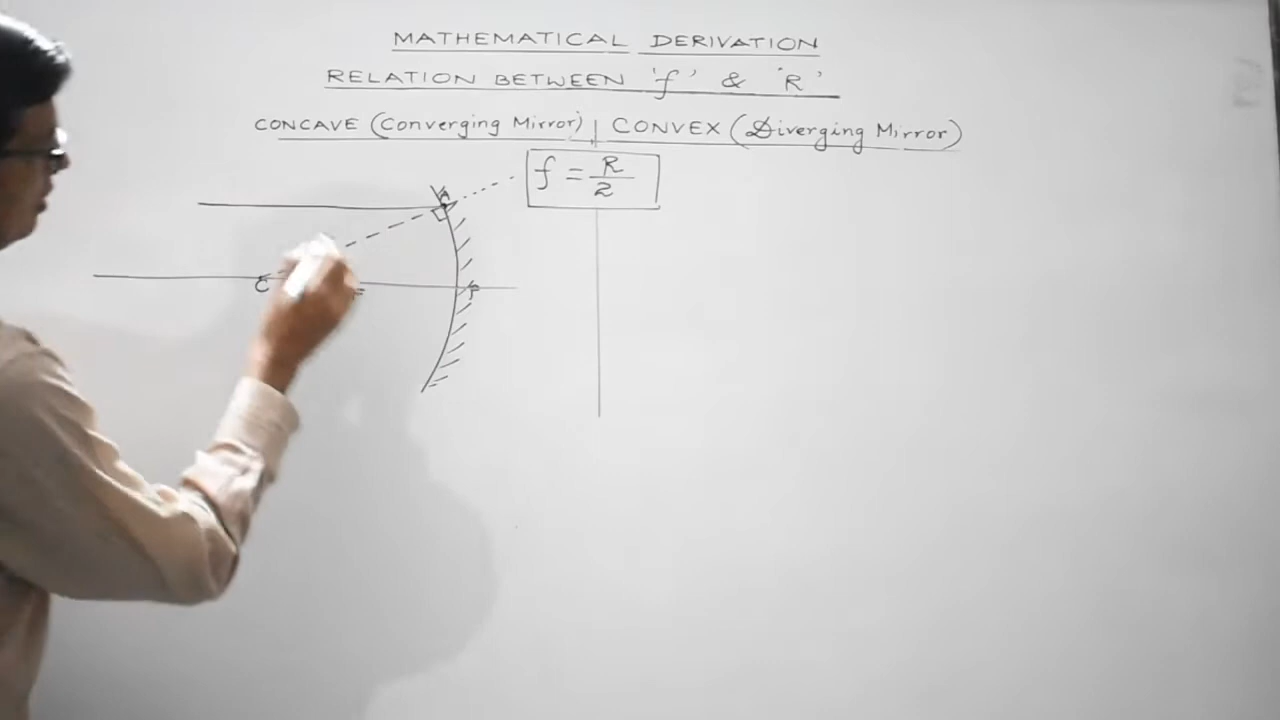 MATHEMATICAL DERIVATION
RELATION BETWEEN 'f' & 'R'
CONCAVE (Converging Mirror) | CONVEX (Diverging Mirror)
f = R/2
A
C
P